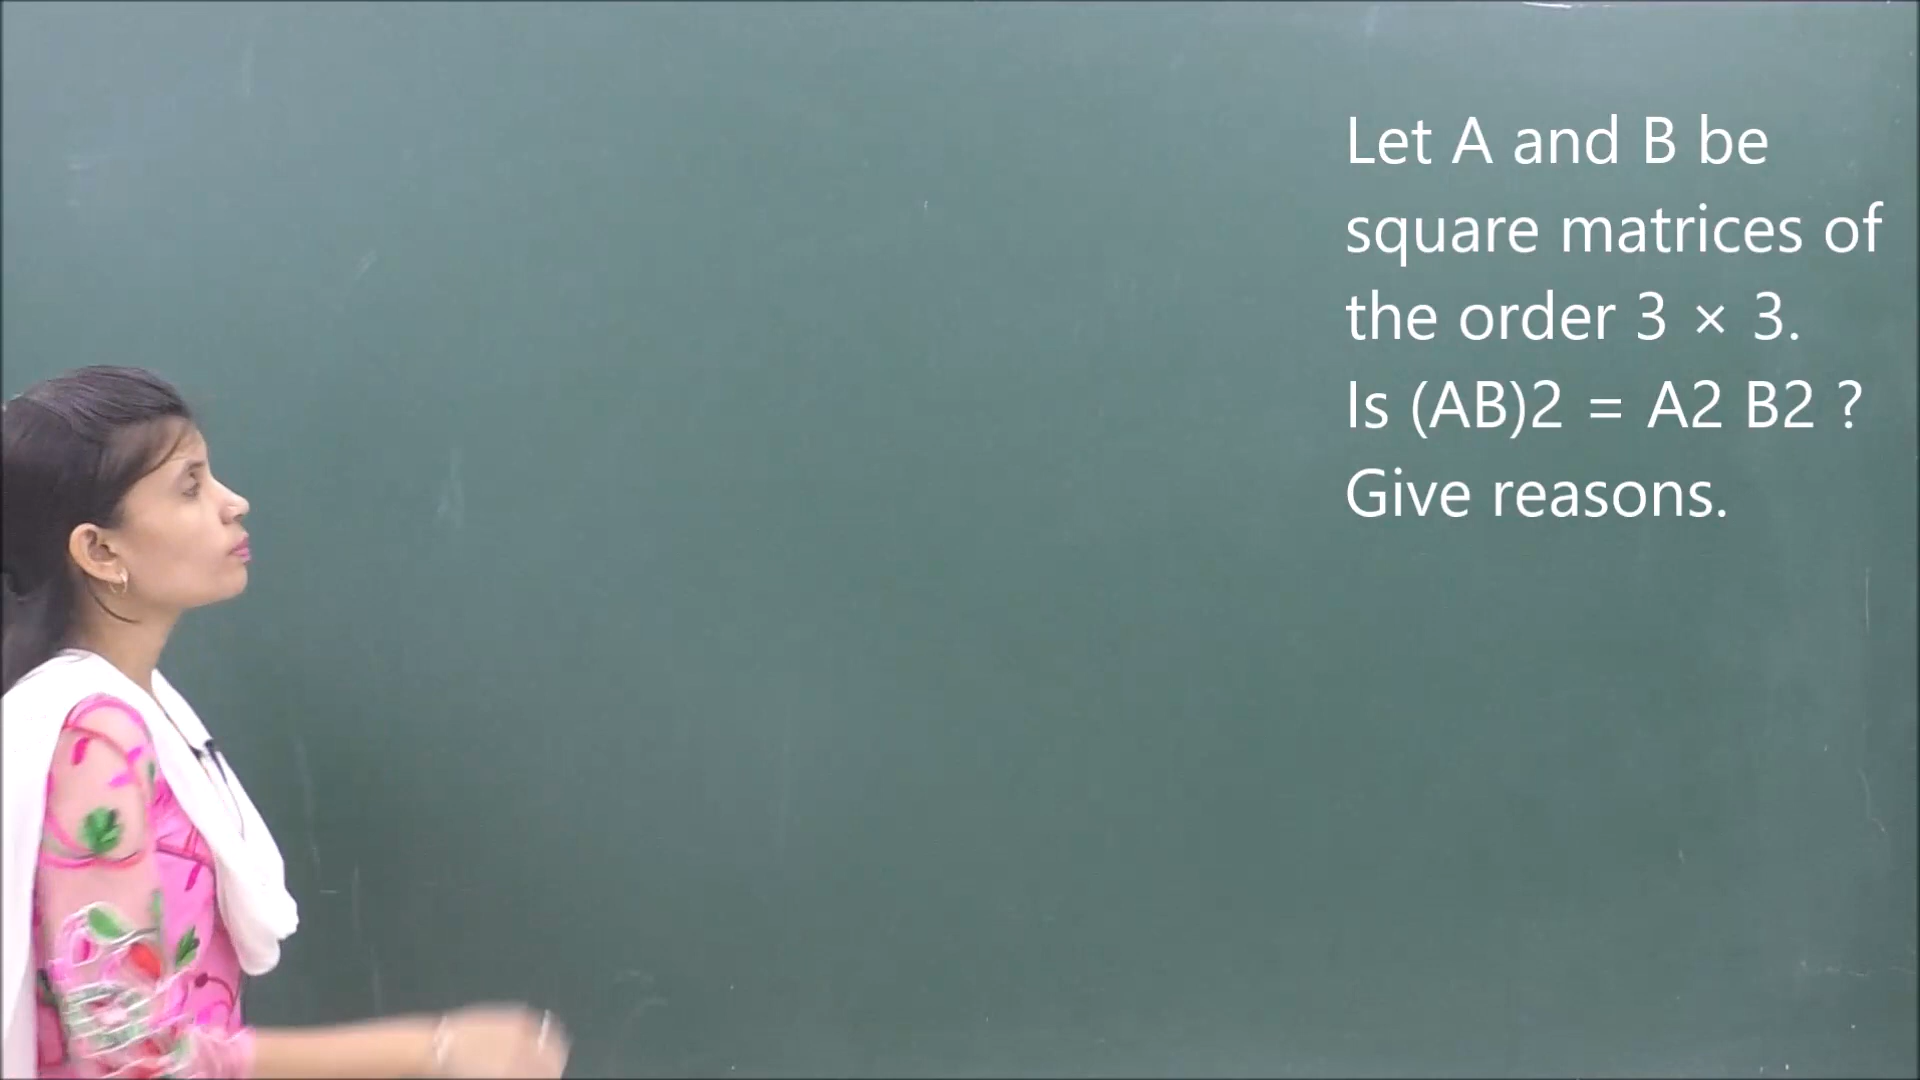 Let A and B be
square matrices of
the order 3 × 3.
Is (AB)2 = A2 B2 ?
Give reasons.